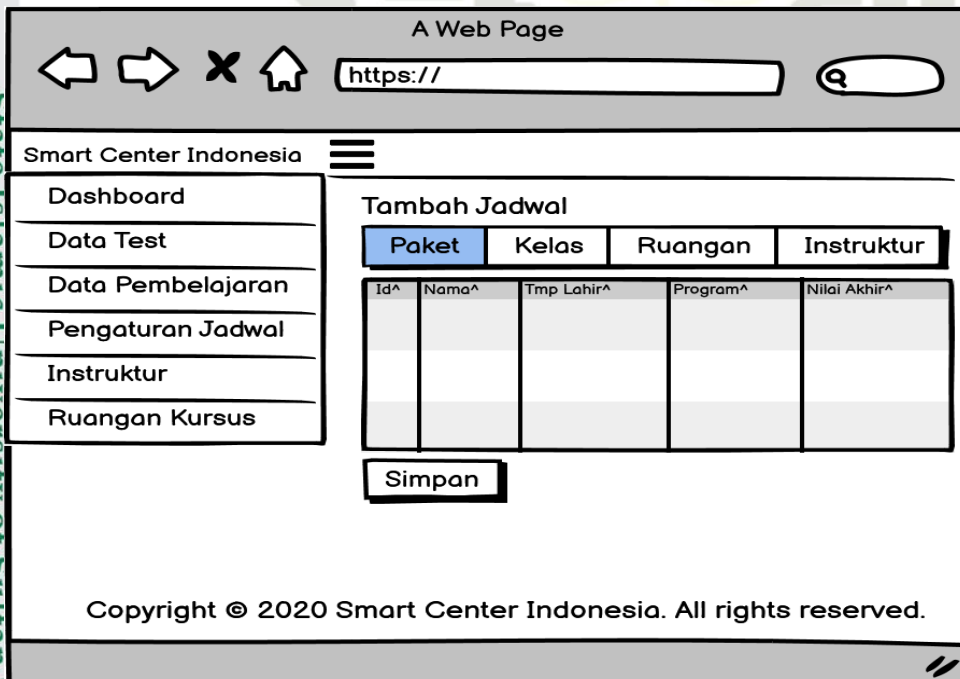 A Web Page
https://
Smart Center Indonesia
Dashboard
Data Test
Data Pembelajaran
Pengaturan Jadwal
Instruktur
Ruangan Kursus
Tambah Jadwal
Paket Kelas Ruangan Instruktur
Id^ Nama^ Tmp Lahir^ Program^ Nilai Akhir^
Simpan
Copyright © 2020 Smart Center Indonesia. All rights reserved.